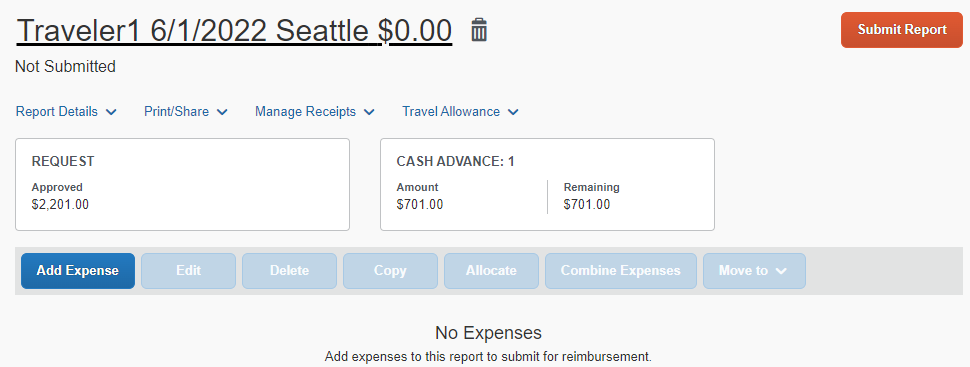 Traveler1 6/1/2022 Seattle $0.00
Submit Report
Not Submitted
Report Details Print/Share Manage Receipts Travel Allowance
REQUEST
Approved
$2,201.00
CASH ADVANCE: 1
Amount Remaining
$701.00 $701.00
Add Expense Edit Delete Copy Allocate Combine Expenses Move to
No Expenses
Add expenses to this report to submit for reimbursement.